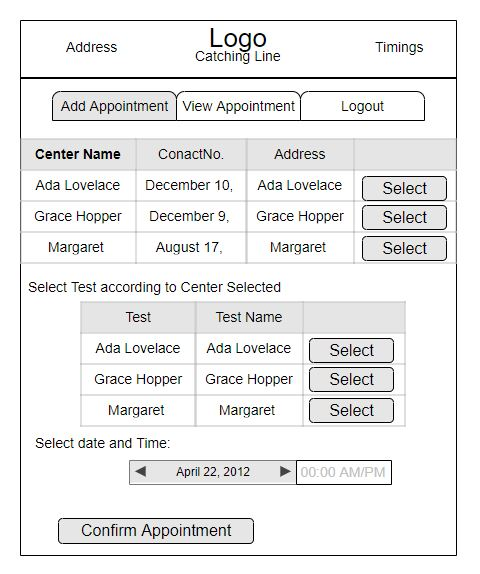 Address Logo Timings
Catching Line
Add Appointment View Appointment Logout
Center Name ConactNo. Address
Ada Lovelace December 10, Ada Lovelace Select
Grace Hopper December 9, Grace Hopper Select
Margaret August 17, Margaret Select
Select Test according to Center Selected
Test Test Name
Ada Lovelace Ada Lovelace Select
Grace Hopper Grace Hopper Select
Margaret Margaret Select
Select date and Time:
April 22, 2012 00:00 AM/PM
Confirm Appointment